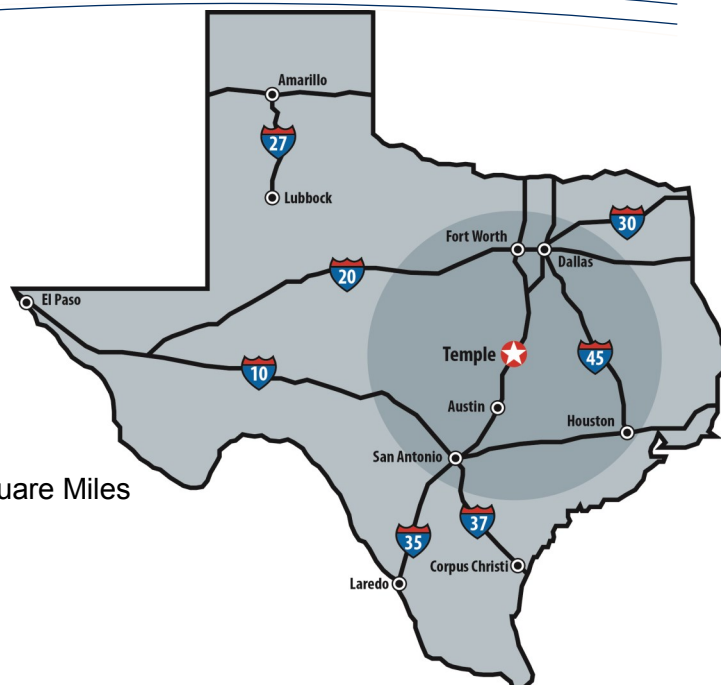 Amarillo
27
Lubbock
30
Fort Worth
Dallas
20
El Paso
Temple
45
10
Austin
Houston
San Antonio
uare Miles
37
35
Corpus Christi
Laredo